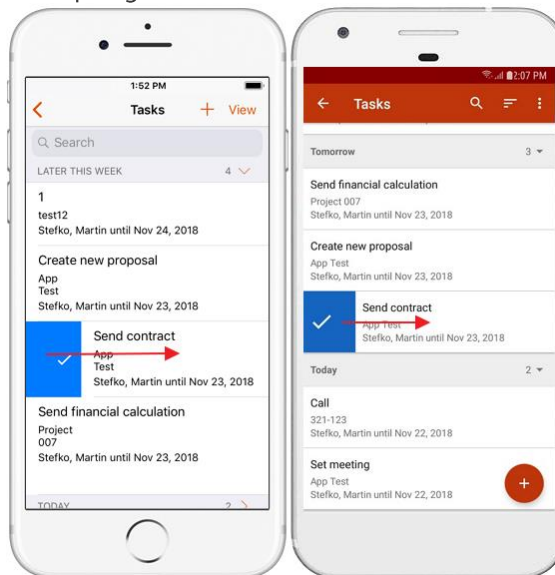 1:52 PM
Tasks
View
Search
LATER THIS WEEK 4
1
test12
Stefko, Martin until Nov 24, 2018
Create new proposal
App
Test
Stefko, Martin until Nov 23, 2018
Send contract
App
Test
Stefko, Martin until Nov 23, 2018
Send financial calculation
Project
007
Stefko, Martin until Nov 23, 2018
TODAY 2
2:07 PM
Tasks
Tomorrow 3
Send financial calculation
Project 007
Stefko, Martin until Nov 23, 2018
Create new proposal
App Test
Stefko, Martin until Nov 23, 2018
Send contract
App Test
Stefko, Martin until Nov 23, 2018
Today 2
Call
321-123
Stefko, Martin until Nov 22, 2018
Set meeting
App Test
Stefko, Martin until Nov 22, 2018